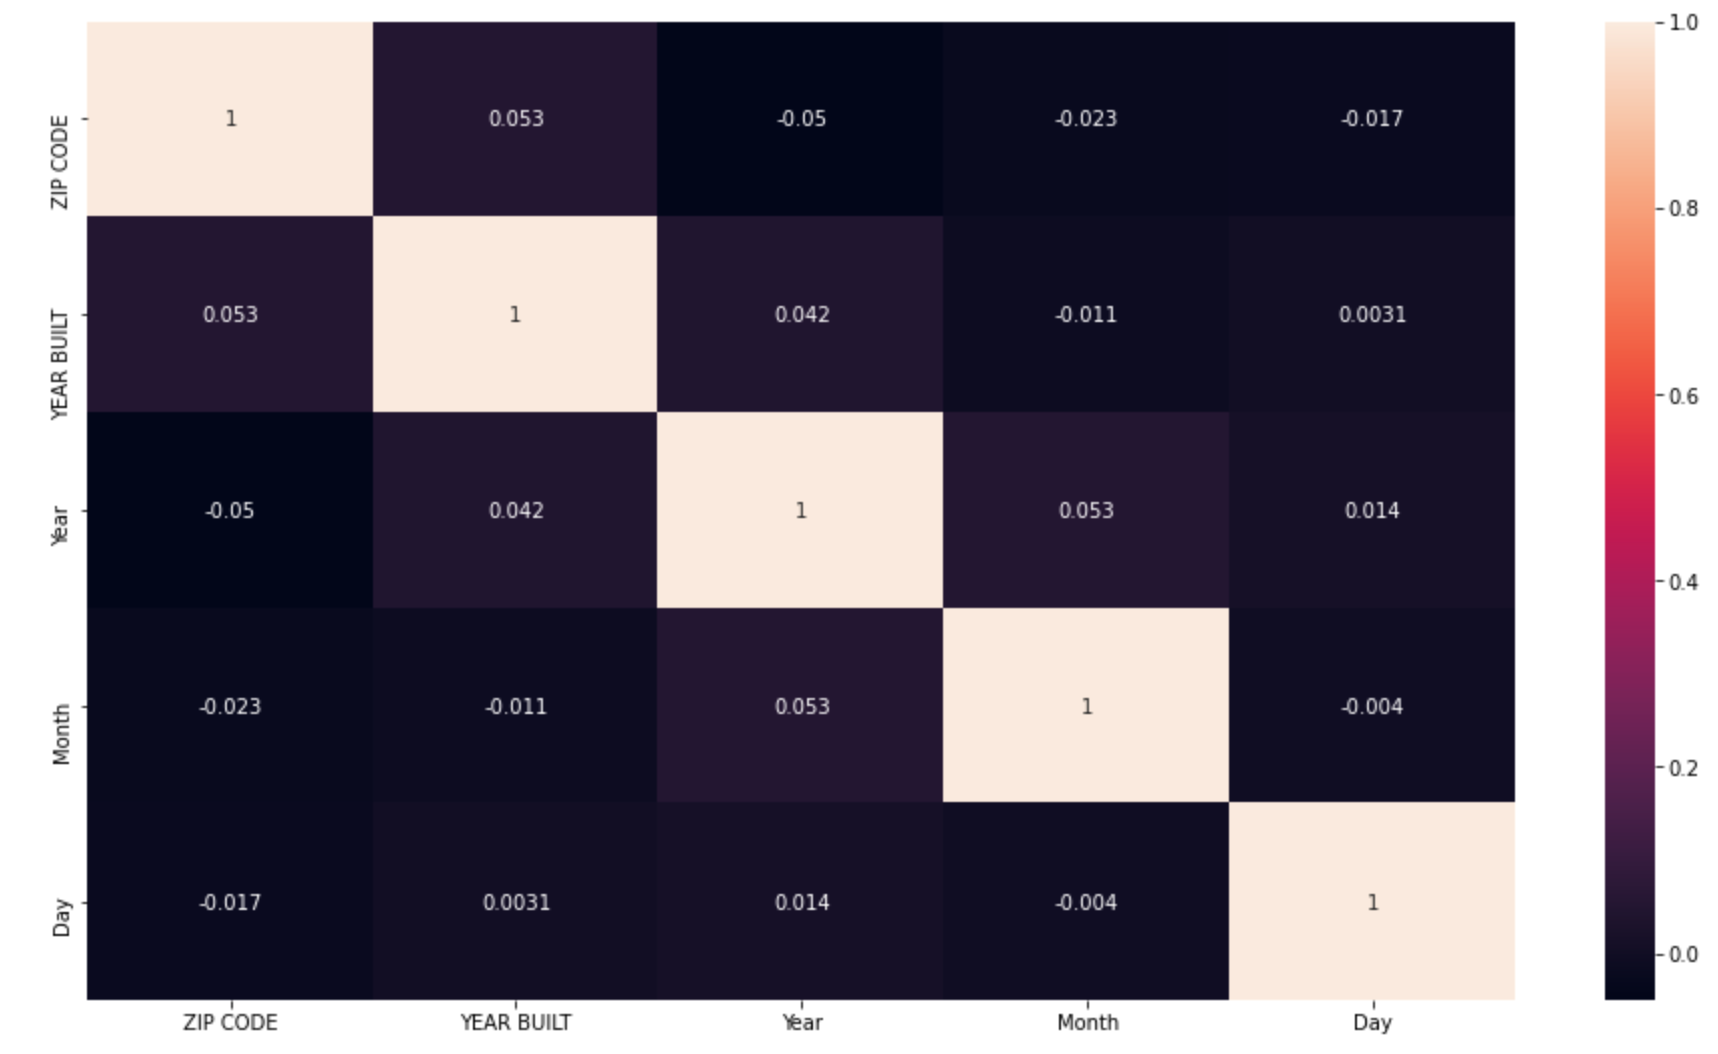 ZIP CODE 1 0.053 -0.05 -0.023 -0.017
YEAR BUILT 0.053 1 0.042 -0.011 0.0031
Year -0.05 0.042 1 0.053 0.014
Month -0.023 -0.011 0.053 1 -0.004
Day -0.017 0.0031 0.014 -0.004 1
ZIP CODE YEAR BUILT Year Month Day
1.0
0.8
0.6
0.4
0.2
0.0